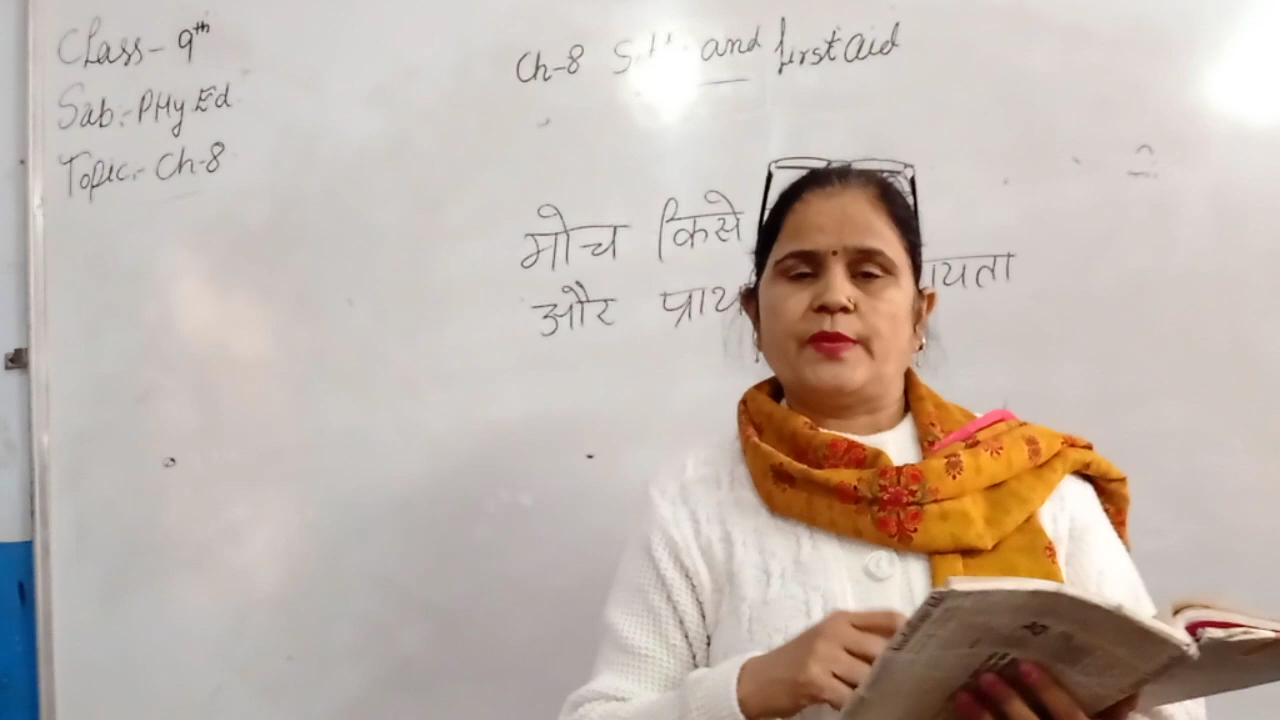 Class- 9th
Sub:- PHy Ed
Topic:- Ch-8
Ch-8 and first aid
मोच किसे
और